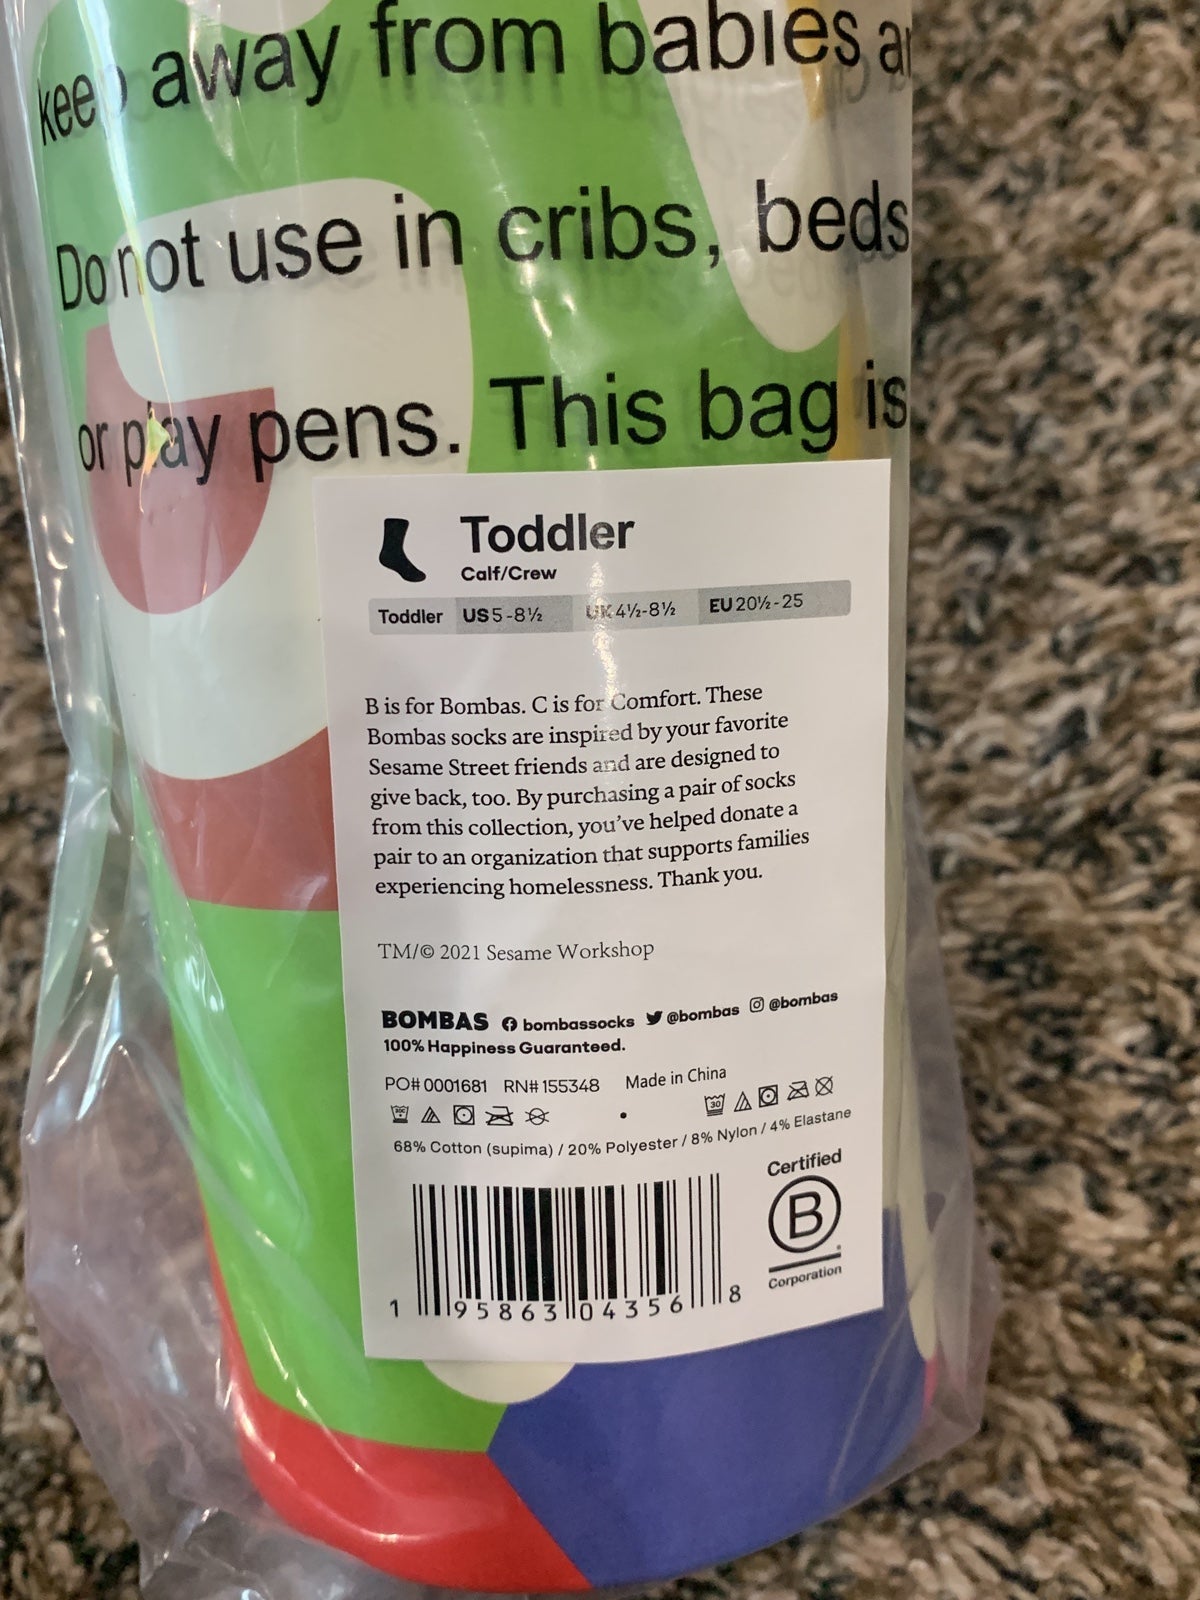 keep away from babies
Do not use in cribs, beds
or play pens. This bag is
Toddler
Calf/Crew
Toddler US 5-8½ UK 4½-8½ EU 20½-25
B is for Bombas. C is for Comfort. These
Bombas socks are inspired by your favorite
Sesame Street friends and are designed to
give back, too. By purchasing a pair of socks
from this collection, you've helped donate a
pair to an organization that supports families
experiencing homelessness. Thank you.
TM/© 2021 Sesame Workshop
BOMBAS bombassocks @bombas @bombas
100% Happiness Guaranteed.
PO# 0001681 RN# 155348 Made in China
30
68% Cotton (supima) / 20% Polyester / 8% Nylon / 4% Elastane
Certified
B
Corporation
1 95863 04356 8